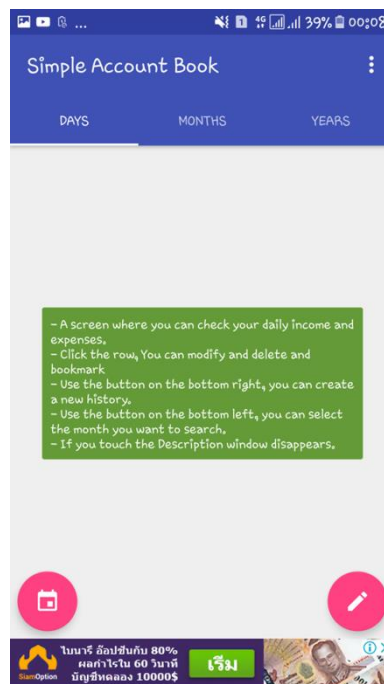 ... 1 4G 39% 00:08
Simple Account Book
DAYS MONTHS YEARS
- A screen where you can check your daily income and
expenses.
- Click the row, You can modify and delete and
bookmark
- Use the button on the bottom right, you can create
a new history.
- Use the button on the bottom left, you can select
the month you want to search.
- If you touch the Description window disappears.
ไบนารี่ อ๊อปชั่นกับ 80%
ผลกำไรใน 60 วินาที
บัญชีทดลอง 10000$
SiamOption
เริ่ม